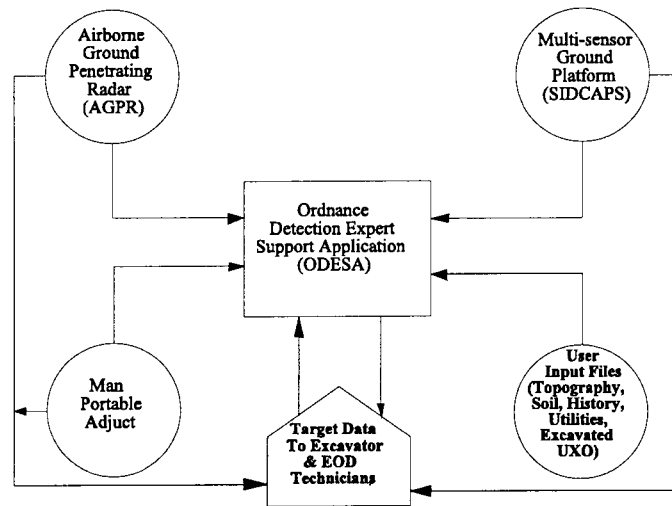 Airborne
Ground
Penetrating
Radar
(AGPR)
Multi-sensor
Ground
Platform
(SIDCAPS)
Ordnance
Detection Expert
Support Application
(ODESA)
Man
Portable
Adjuct
User
Input Files
(Topography,
Soil, History,
Utilities,
Excavated
UXO)
Target Data
To Excavator
& EOD
Technicians